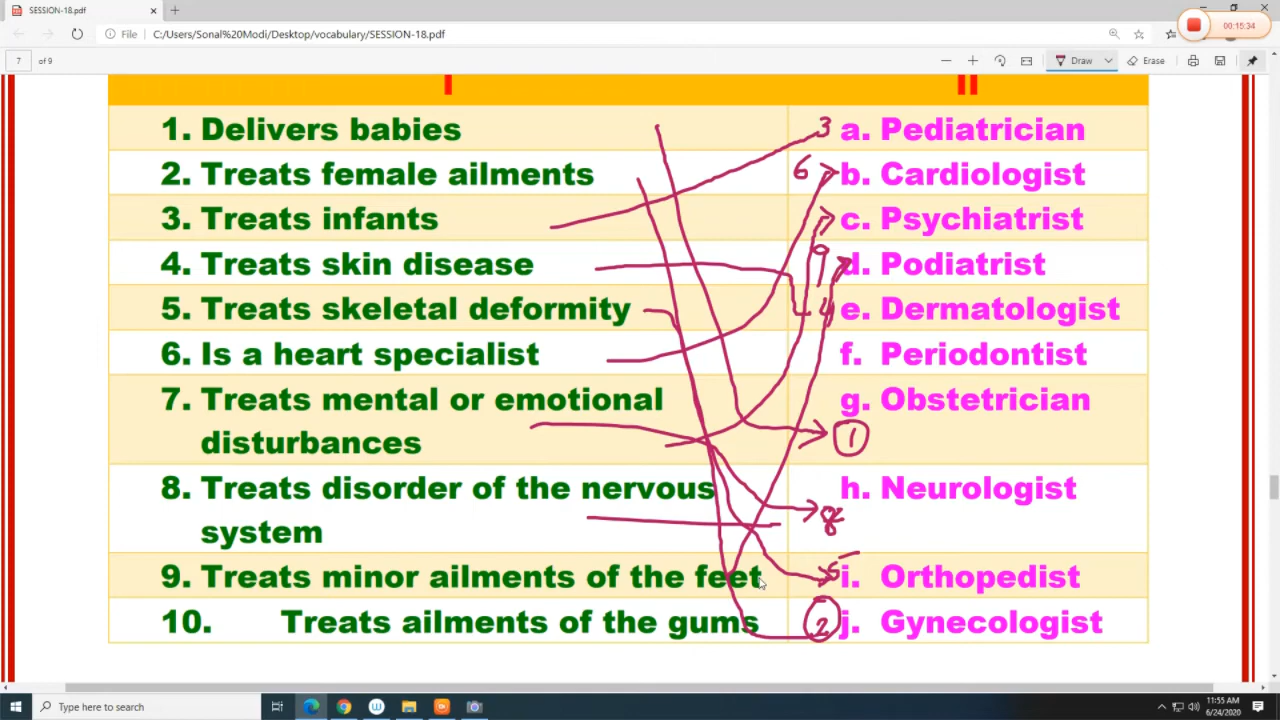 SESSION-18.pdf
File C:/Users/Sonal%20Modi/Desktop/vocabulary/SESSION-18.pdf
00:15:34
7 of 9
Draw
Erase
I II
1. Delivers babies 3 a. Pediatrician
2. Treats female ailments 6 b. Cardiologist
3. Treats infants c. Psychiatrist
4. Treats skin disease 9 d. Podiatrist
5. Treats skeletal deformity 4 e. Dermatologist
6. Is a heart specialist f. Periodontist
7. Treats mental or emotional g. Obstetrician
disturbances 1
8. Treats disorder of the nervous h. Neurologist
system 8
9. Treats minor ailments of the feet 5 i. Orthopedist
10. Treats ailments of the gums 2 j. Gynecologist
Type here to search
11:55 AM
6/24/2020